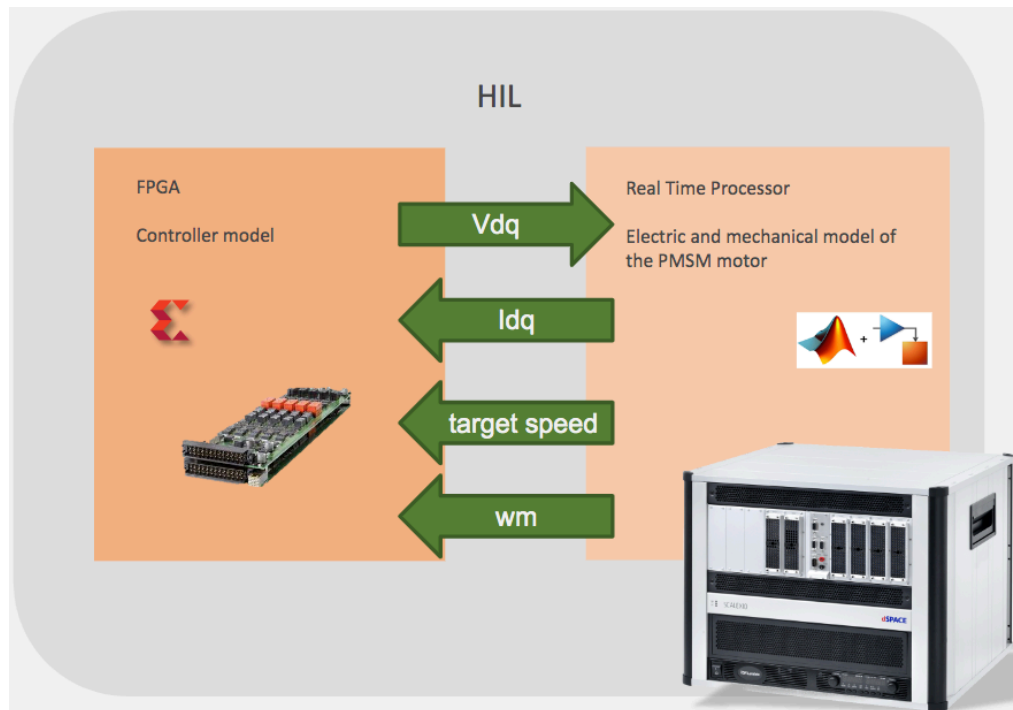 HIL
FPGA
Controller model
Real Time Processor
Electric and mechanical model of
the PMSM motor
Vdq
Idq
target speed
wm
+
SCALEXIO
dSPACE